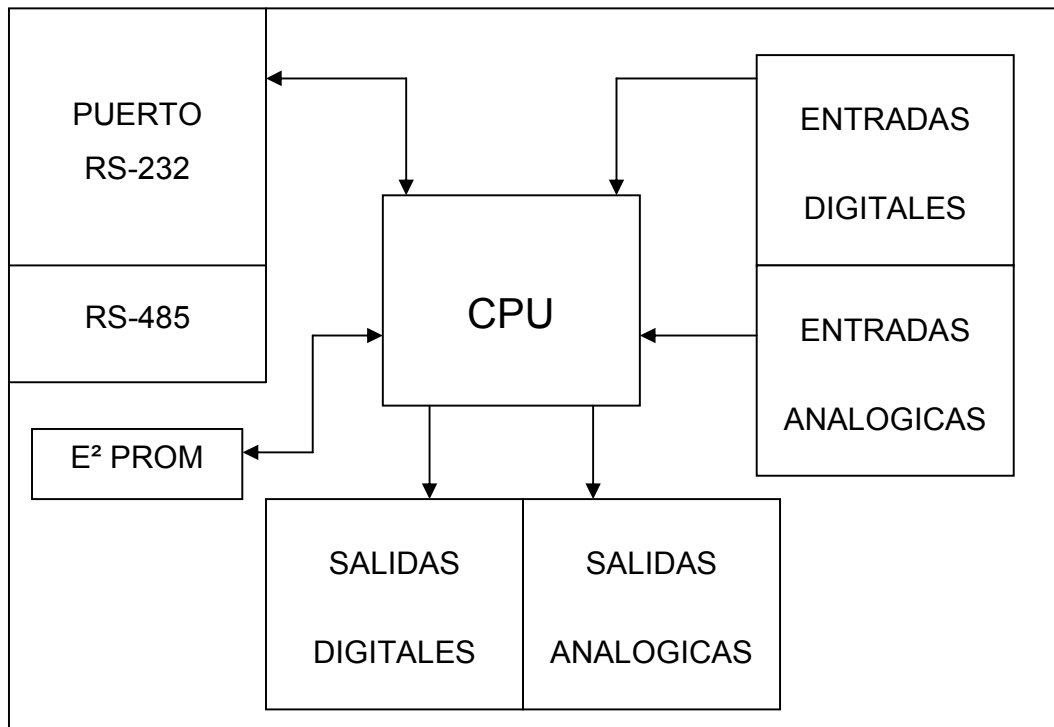 PUERTO
RS-232
RS-485
E² PROM
CPU
ENTRADAS
DIGITALES
ENTRADAS
ANALOGICAS
SALIDAS
DIGITALES
SALIDAS
ANALOGICAS